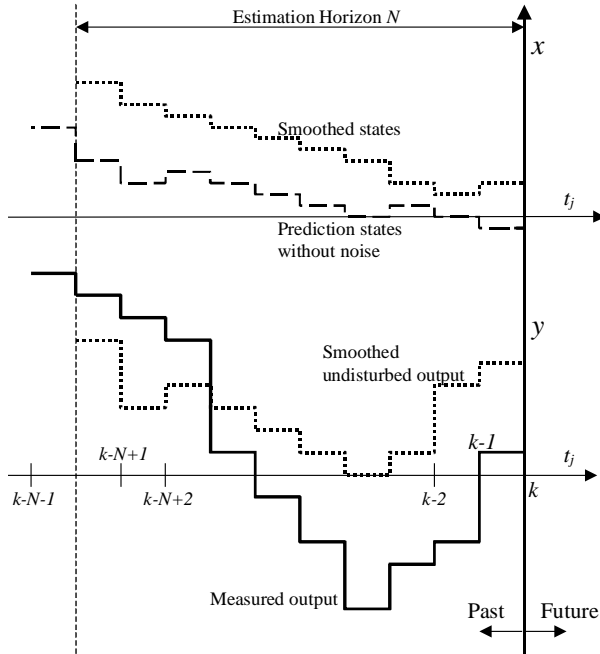 Estimation Horizon N
x
Smoothed states
t_j
Prediction states
without noise
y
Smoothed
undisturbed output
k-N+1
k-1
t_j
k-N-1
k-N+2
k-2
k
Measured output
Past
Future